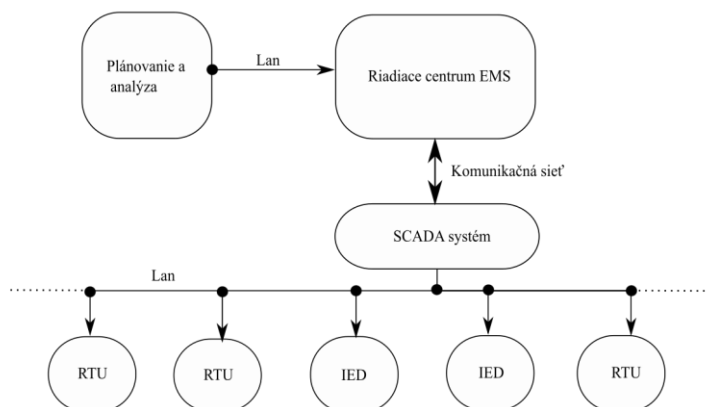 Plánovanie a
analýza
Lan
Riadiace centrum EMS
Komunikačná sieť
SCADA systém
Lan
RTU
RTU
IED
IED
RTU